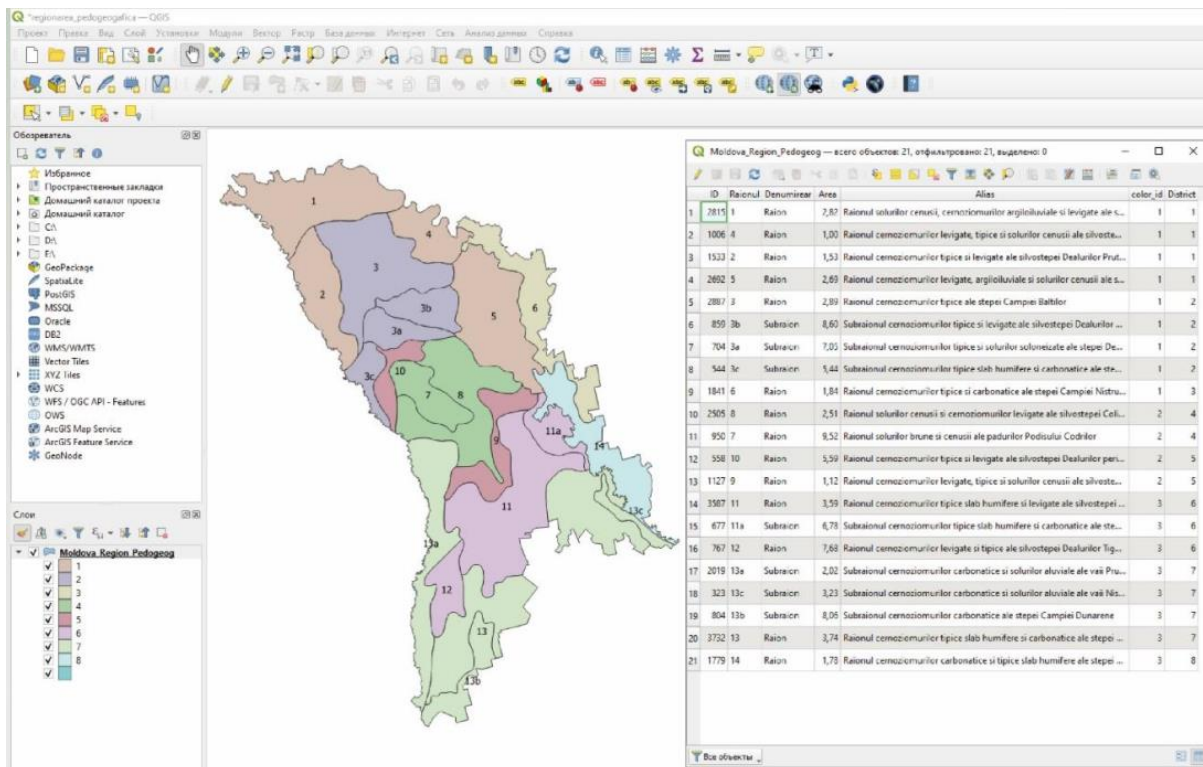 *regionarea_pedogeogafica — QGIS
Проект Правка Вид Слой Установки Модули Вектор Растр База данных Интернет Сеть Анализ данных Справка
Обозреватель
Избранное
Пространственные закладки
Домашний каталог проекта
Домашний каталог
C:\
D:\
E:\
GeoPackage
SpatiaLite
PostGIS
MSSQL
Oracle
DB2
WMS/WMTS
Vector Tiles
XYZ Tiles
WCS
WFS / OGC API - Features
OWS
ArcGIS Map Service
ArcGIS Feature Service
GeoNode
Слои
Moldova_Region_Pedogeog
1
2
3
4
5
6
7
8
1
4
3
2
6
3b
5
3a
10
3c
7
8
11a
14
11
13c
13a
12
13
13b
Moldova_Region_Pedogeog — всего объектов: 21, отфильтровано: 21, выделено: 0
ID Raionul Denumirear Area Alias color_id District
1 2815 1 Raion 2,82 Raionul solurilor cenusii, cernoziomurilor argiloiluviale si levigate ale s... 1 1
2 1006 4 Raion 1,00 Raionul cernoziomurilor levigate, tipice si solurilor cenusii ale silvoste... 1 1
3 1533 2 Raion 1,53 Raionul cernoziomurilor tipice si levigate ale silvostepei Dealurilor Prut... 1 1
4 2692 5 Raion 2,69 Raionul cernoziomurilor levigate, argiloiluviale si solurilor cenusii ale s... 1 1
5 2887 3 Raion 2,89 Raionul cernoziomurilor tipice ale stepei Campiei Baltilor 1 2
6 859 3b Subraion 8,60 Subraionul cernoziomurilor tipice si levigate ale silvostepei Dealurilor ... 1 2
7 704 3a Subraion 7,05 Subraionul cernoziomurilor tipice si solurilor soloneizate ale stepei De... 1 2
8 544 3c Subraion 5,44 Subraionul cernoziomurilor tipice slab humifere si carbonatice ale ste... 1 2
9 1841 6 Raion 1,84 Raionul cernoziomurilor tipice si carbonatice ale stepei Campiei Nistru... 1 3
10 2505 8 Raion 2,51 Raionul solurilor cenusii si cernoziomurilor levigate ale silvostepei Coli... 2 4
11 950 7 Raion 9,52 Raionul solurilor brune si cenusii ale padurilor Podisului Codrilor 2 4
12 558 10 Raion 5,59 Raionul cernoziomurilor tipice si levigate ale silvostepei Dealurilor peri... 2 5
13 1127 9 Raion 1,12 Raionul cernoziomurilor levigate, tipice si solurilor cenusii ale silvoste... 2 5
14 3587 11 Raion 3,59 Raionul cernoziomurilor tipice slab humifere si levigate ale silvostepei ... 3 6
15 677 11a Subraion 6,78 Subraionul cernoziomurilor tipice slab humifere si carbonatice ale ste... 3 6
16 767 12 Raion 7,68 Raionul cernoziomurilor levigate si tipice ale silvostepei Dealurilor Tig... 3 6
17 2019 13a Subraion 2,02 Subraionul cernoziomurilor carbonatice si solurilor aluviale ale vaii Pru... 3 7
18 323 13c Subraion 3,23 Subraionul cernoziomurilor carbonatice si solurilor aluviale ale vaii Nis... 3 7
19 804 13b Subraion 8,05 Subraionul cernoziomurilor carbonatice ale stepei Campiei Dunarene 3 7
20 3732 13 Raion 3,74 Raionul cernoziomurilor tipice slab humifere si carbonatice ale stepei ... 3 7
21 1779 14 Raion 1,78 Raionul cernoziomurilor carbonatice si tipice slab humifere ale stepei ... 3 8
Все объекты